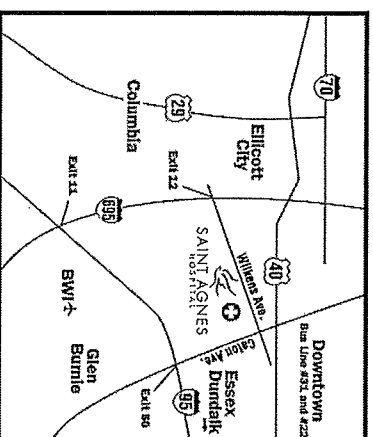 70
29
Columbia
Ellicott
City
Exit 12
Exit 11
695
40
Wilkens Ave.
SAINT AGNES
HOSPITAL
Caton Ave.
Downtown
Bus Line #31 and #22
BWI
Glen
Burnie
Exit 50
95
Essex
Dundalk